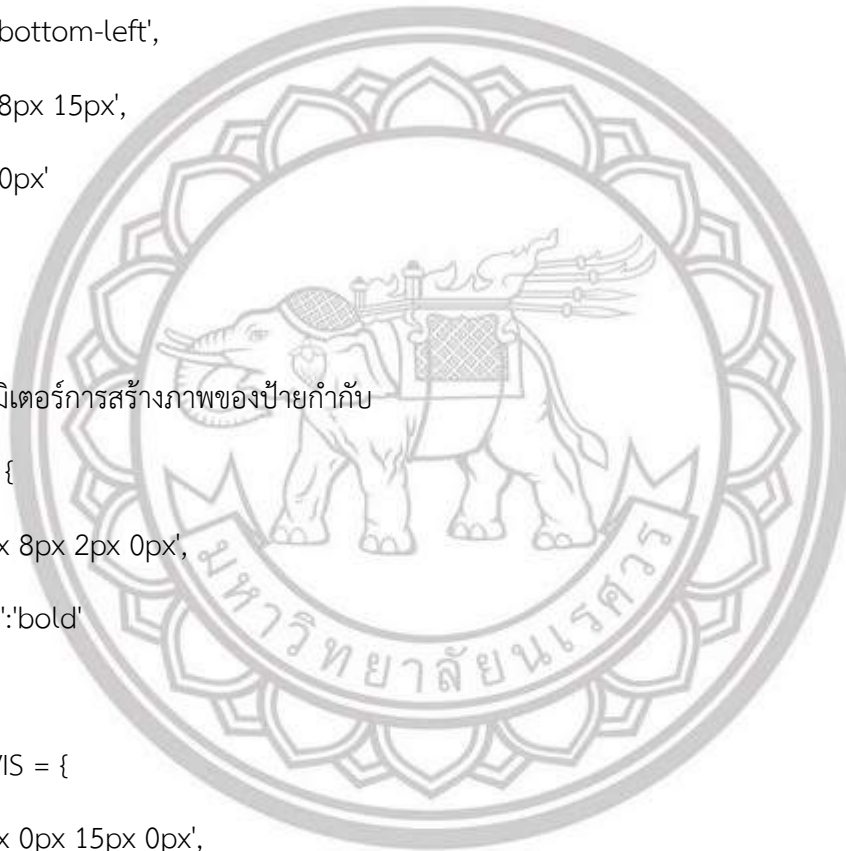 bottom-left',
8px 15px',
0px'
มิเตอร์การสร้างภาพของป้ายกำกับ
{
x 8px 2px 0px',
':'bold'
มหาวิทยาลัยนเรศวร
/IS = {
x 0px 15px 0px',